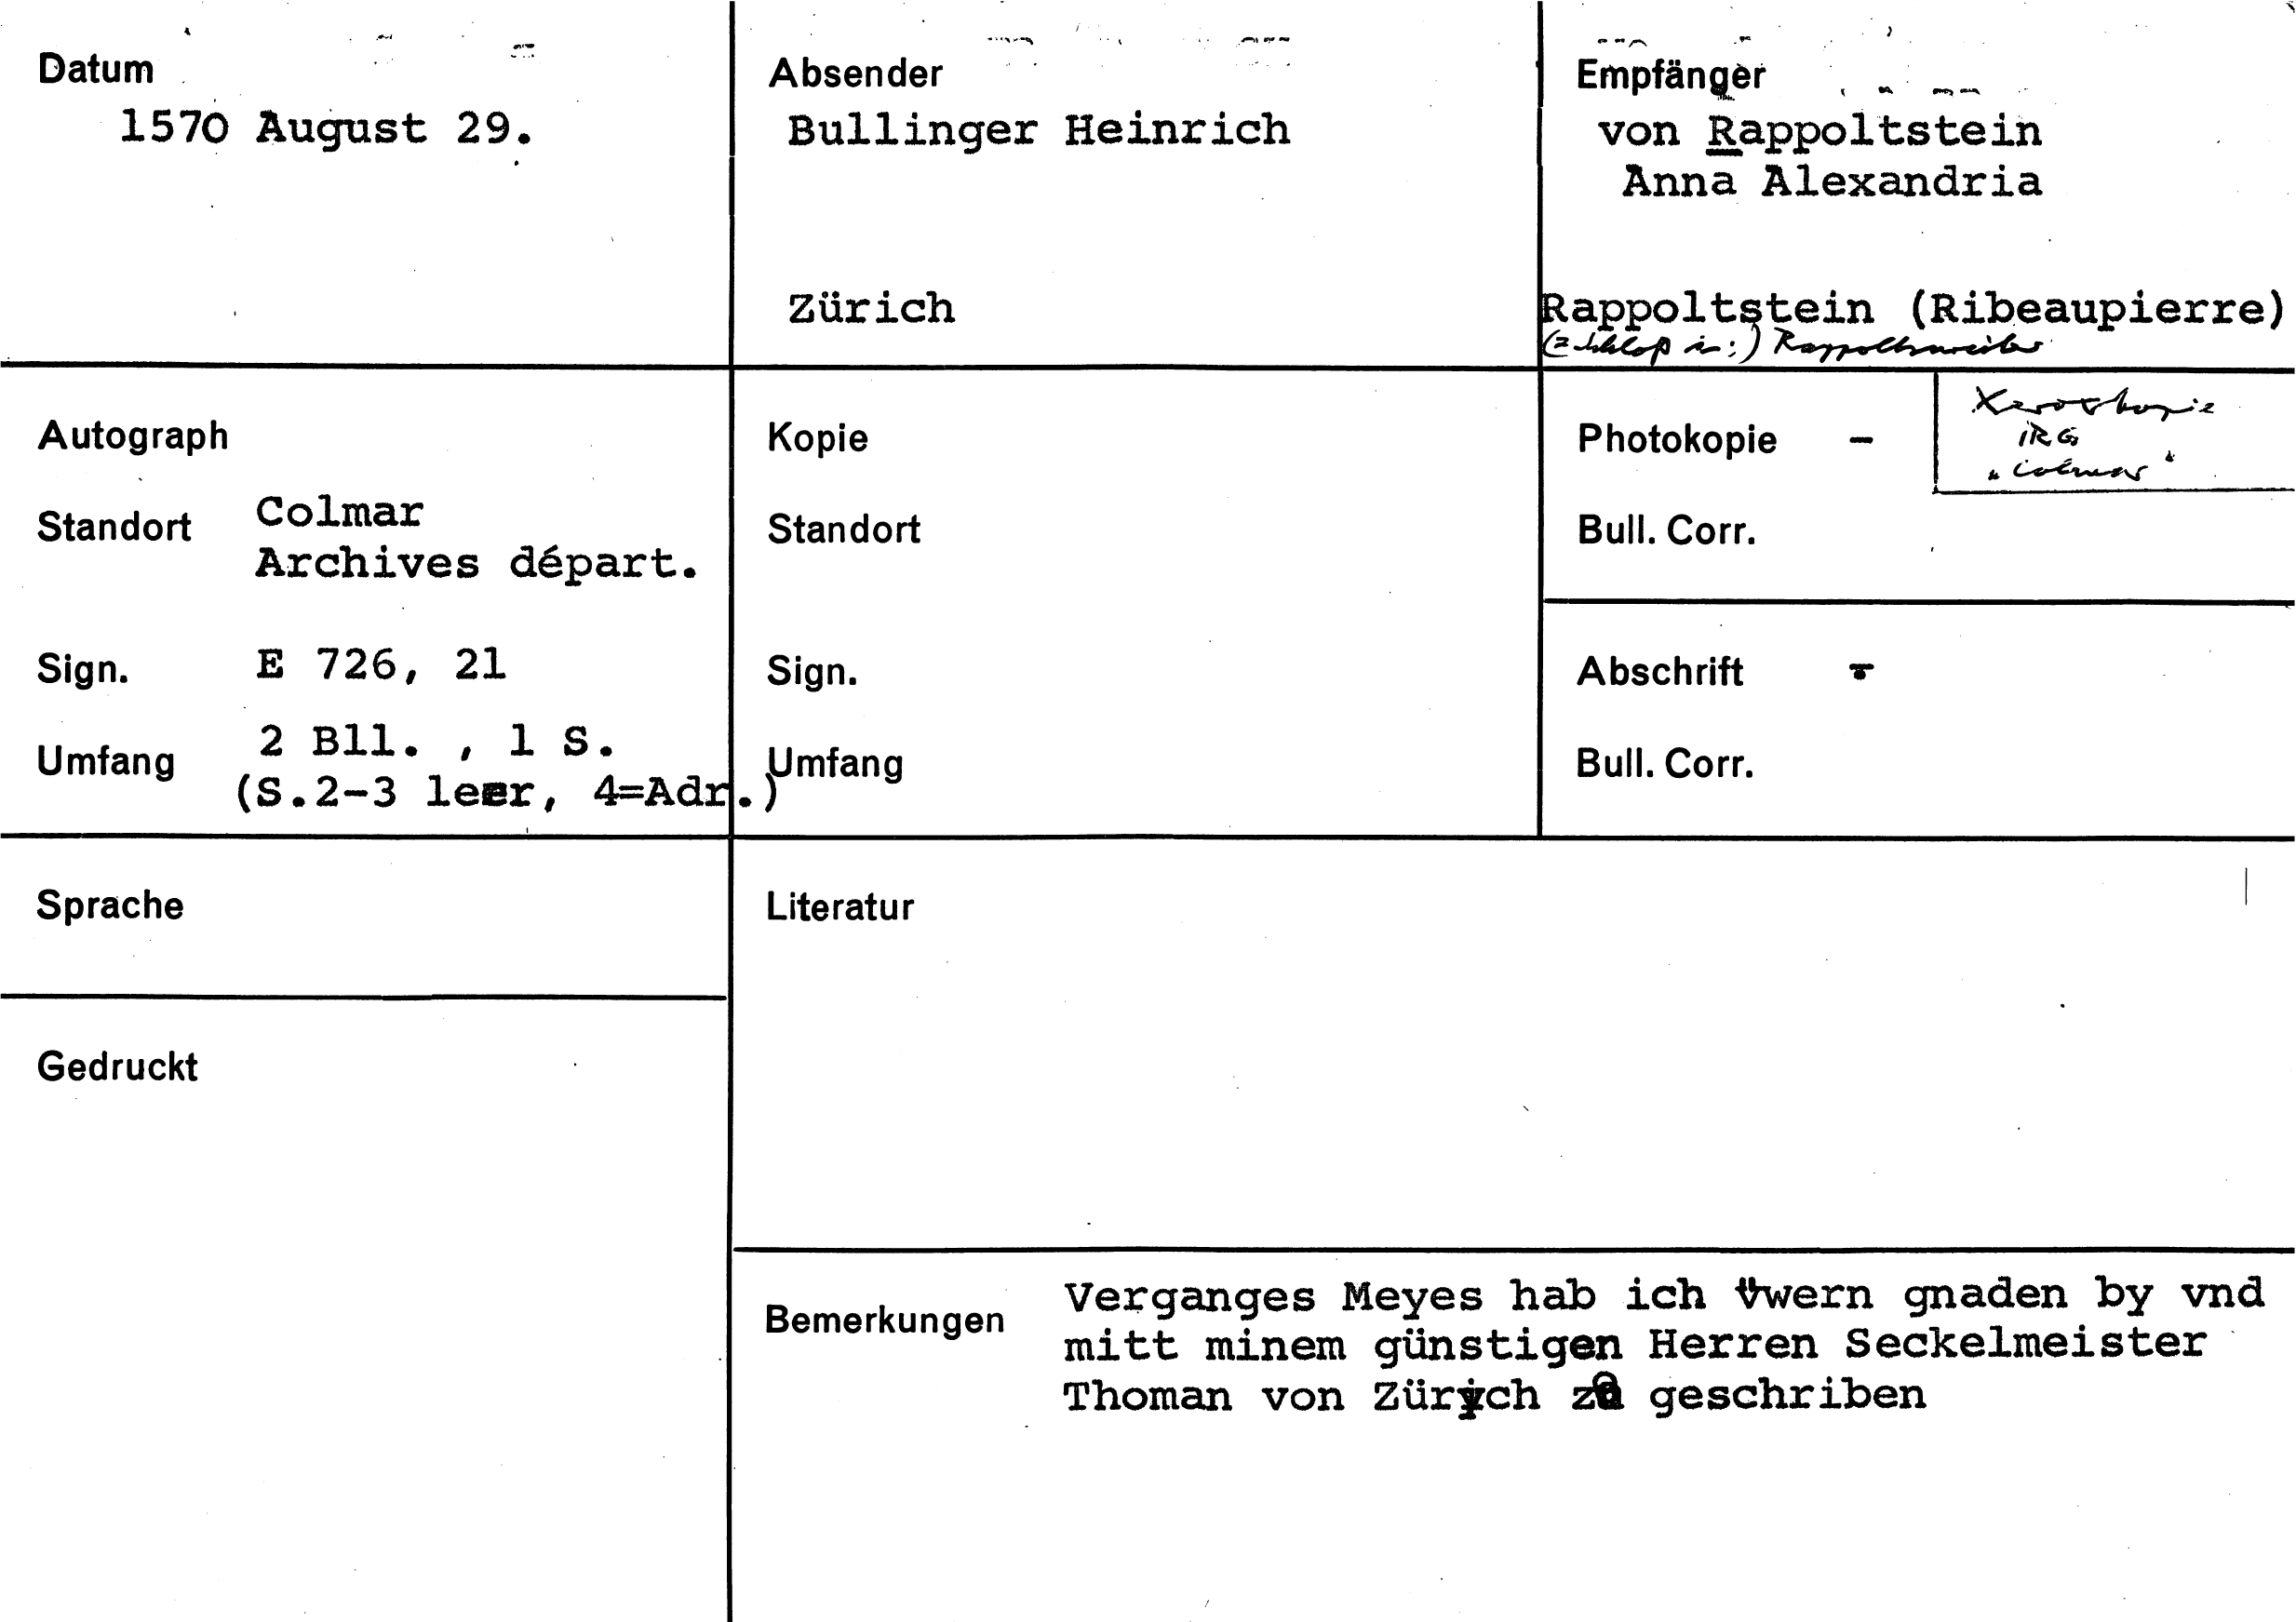 Datum
1570 August 29.
Absender
Bullinger Heinrich
Zürich
Empfänger
von Rappoltstein
Anna Alexandria
Rappoltstein (Ribeaupierre)
(= Schloß in:) Rappoltsweiler
Autograph
Standort Colmar
Archives départ.
Sign. E 726, 21
Umfang 2 Bll. , 1 S.
(S.2-3 leer, 4=Adr.)
Kopie
Standort
Sign.
Umfang
Photokopie -
Xerokopie
IRG
"Colmar"
Bull. Corr.
Abschrift -
Bull. Corr.
Sprache
Gedruckt
Literatur
Bemerkungen
Verganges Meyes hab ich üwern gnaden by vnd
mitt minem günstigen Herren Seckelmeister
Thoman von Zürych geschriben